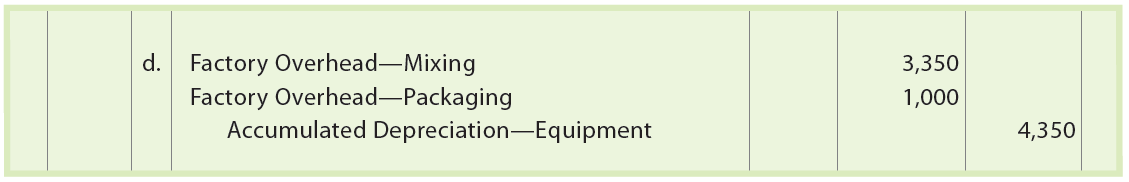 d. Factory Overhead—Mixing 3,350
Factory Overhead—Packaging 1,000
Accumulated Depreciation—Equipment 4,350